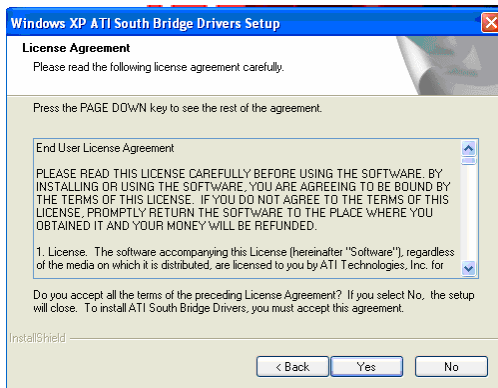 Windows XP ATI South Bridge Drivers Setup
License Agreement
Please read the following license agreement carefully.
Press the PAGE DOWN key to see the rest of the agreement.
End User License Agreement
PLEASE READ THIS LICENSE CAREFULLY BEFORE USING THE SOFTWARE. BY
INSTALLING OR USING THE SOFTWARE, YOU ARE AGREEING TO BE BOUND BY
THE TERMS OF THIS LICENSE. IF YOU DO NOT AGREE TO THE TERMS OF THIS
LICENSE, PROMPTLY RETURN THE SOFTWARE TO THE PLACE WHERE YOU
OBTAINED IT AND YOUR MONEY WILL BE REFUNDED.
1. License. The software accompanying this License (hereinafter "Software"), regardless
of the media on which it is distributed, are licensed to you by ATI Technologies, Inc. for
Do you accept all the terms of the preceding License Agreement? If you select No, the setup
will close. To install ATI South Bridge Drivers, you must accept this agreement.
InstallShield
< Back Yes No